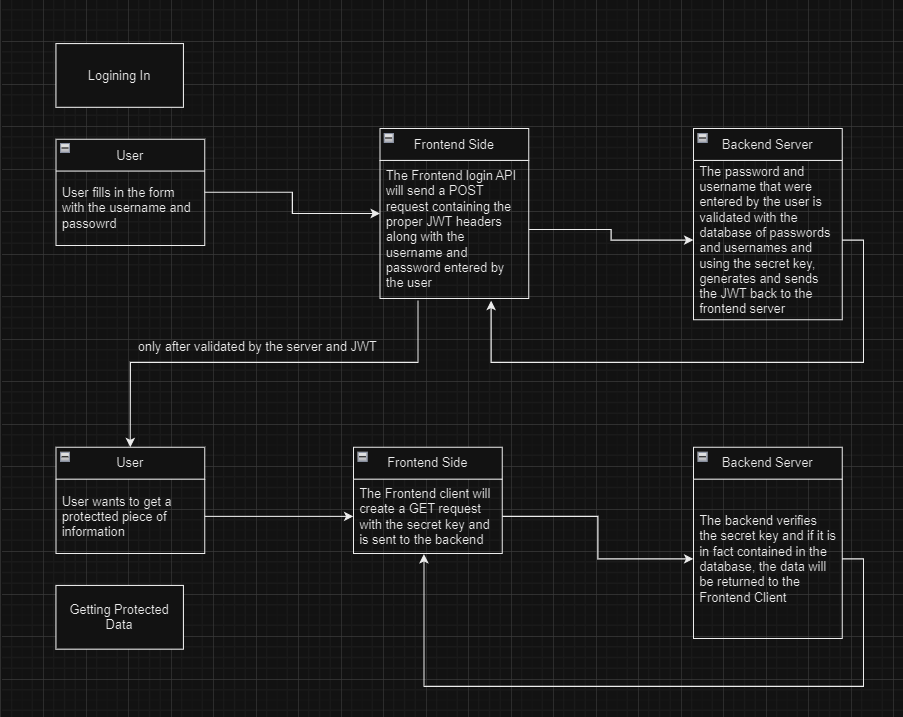 Logining In
User
User fills in the form
with the username and
passowrd
Frontend Side
The Frontend login API
will send a POST
request containing the
proper JWT headers
along with the
username and
password entered by
the user
Backend Server
The password and
username that were
entered by the user is
validated with the
database of passwords
and usernames and
using the secret key,
generates and sends
the JWT back to the
frontend server
only after validated by the server and JWT
User
User wants to get a
protectted piece of
information
Frontend Side
The Frontend client will
create a GET request
with the secret key and
is sent to the backend
Backend Server
The backend verifies
the secret key and if it is
in fact contained in the
database, the data will
be returned to the
Frontend Client
Getting Protected
Data